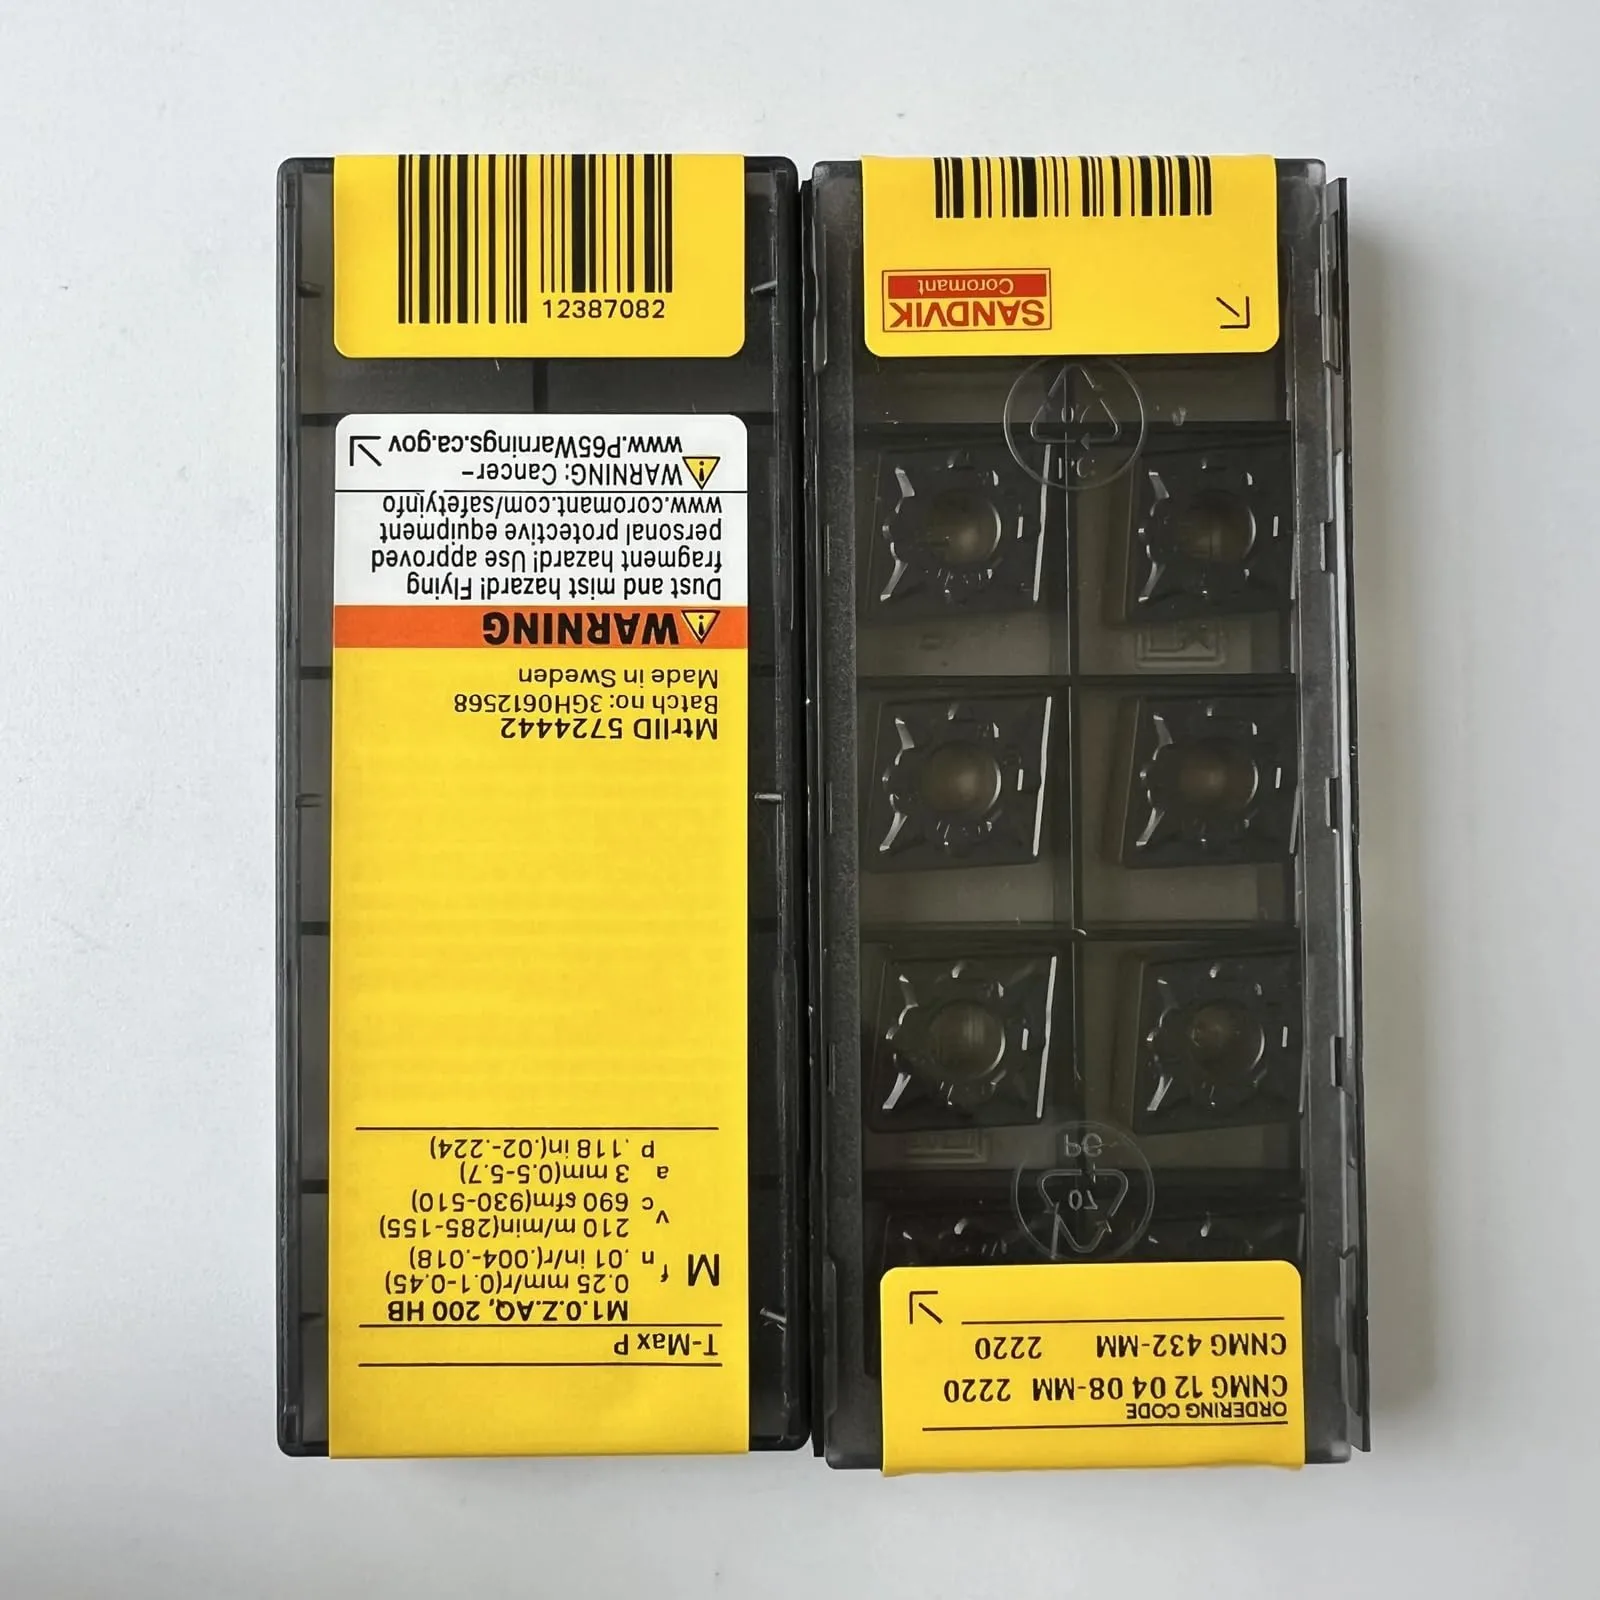 12387082
www.P65Warnings.ca.gov
WARNING: Cancer-
www.coromant.com/safetyinfo
personal protective equipment
fragment hazard! Use approved
Dust and mist hazard! Flying
WARNING
Made in Sweden
Batch no: 3GH0612568
MtrlID 5724442
p .118 in(.02-.224)
a 3 mm(0.5-5.7)
c 690 sfm(930-510)
v 210 m/min(285-155)
n .01 in/r(.004-.018)
M f 0.25 mm/r(0.1-0.45)
M1.0.Z.AQ, 200 HB
T-Max P
Coromant
SANDVIK
07
PC
PC
07
CNMG 432-MM 2220
CNMG 12 04 08-MM 2220
ORDERING CODE